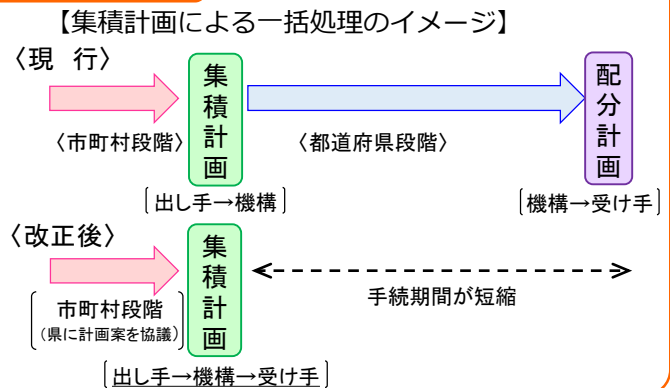 【集積計画による一括処理のイメージ】
〈現　行〉
集積計画
配分計画
〈市町村段階〉
〈都道府県段階〉
［出し手→機構］
［機構→受け手］
〈改正後〉
集積計画
市町村段階
（県に計画案を協議）
手続期間が短縮
［出し手→機構→受け手］